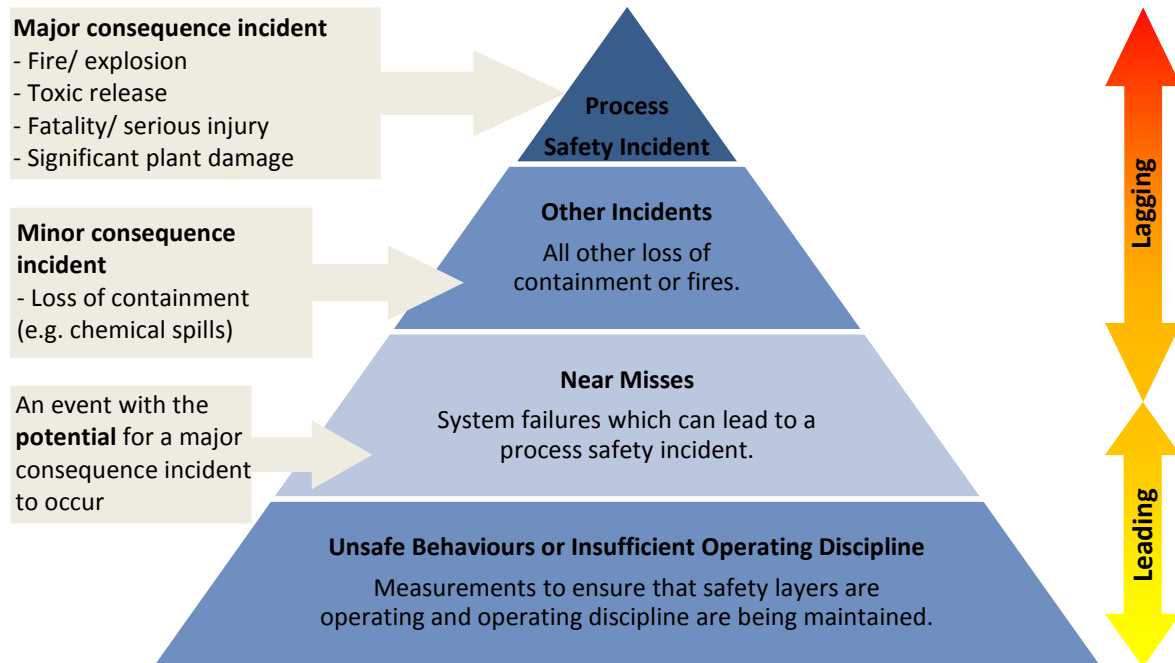 Major consequence incident
- Fire/ explosion
- Toxic release
- Fatality/ serious injury
- Significant plant damage
Process
Safety Incident
Minor consequence
incident
- Loss of containment
(e.g. chemical spills)
Other Incidents
All other loss of
containment or fires.
An event with the
potential for a major
consequence incident
to occur
Near Misses
System failures which can lead to a
process safety incident.
Unsafe Behaviours or Insufficient Operating Discipline
Measurements to ensure that safety layers are
operating and operating discipline are being maintained.
Lagging
Leading